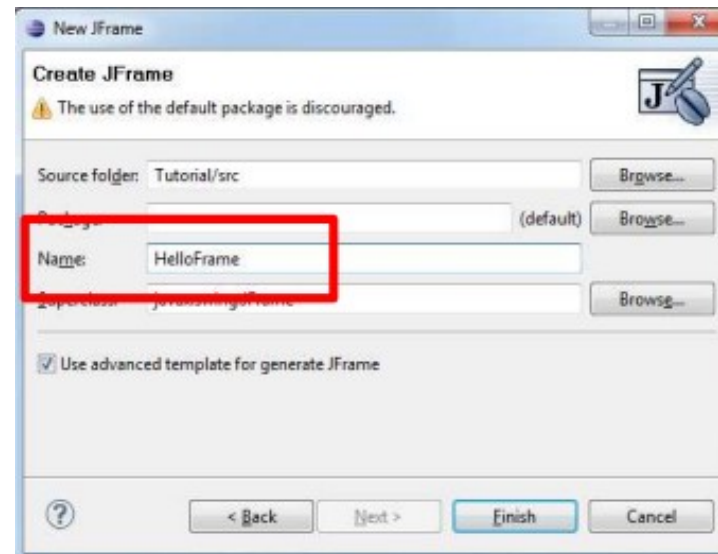 New JFrame
Create JFrame
The use of the default package is discouraged.
Source folder: Tutorial/src Browse...
(default) Browse...
Name: HelloFrame
Browse...
Use advanced template for generate JFrame
< Back Next > Finish Cancel